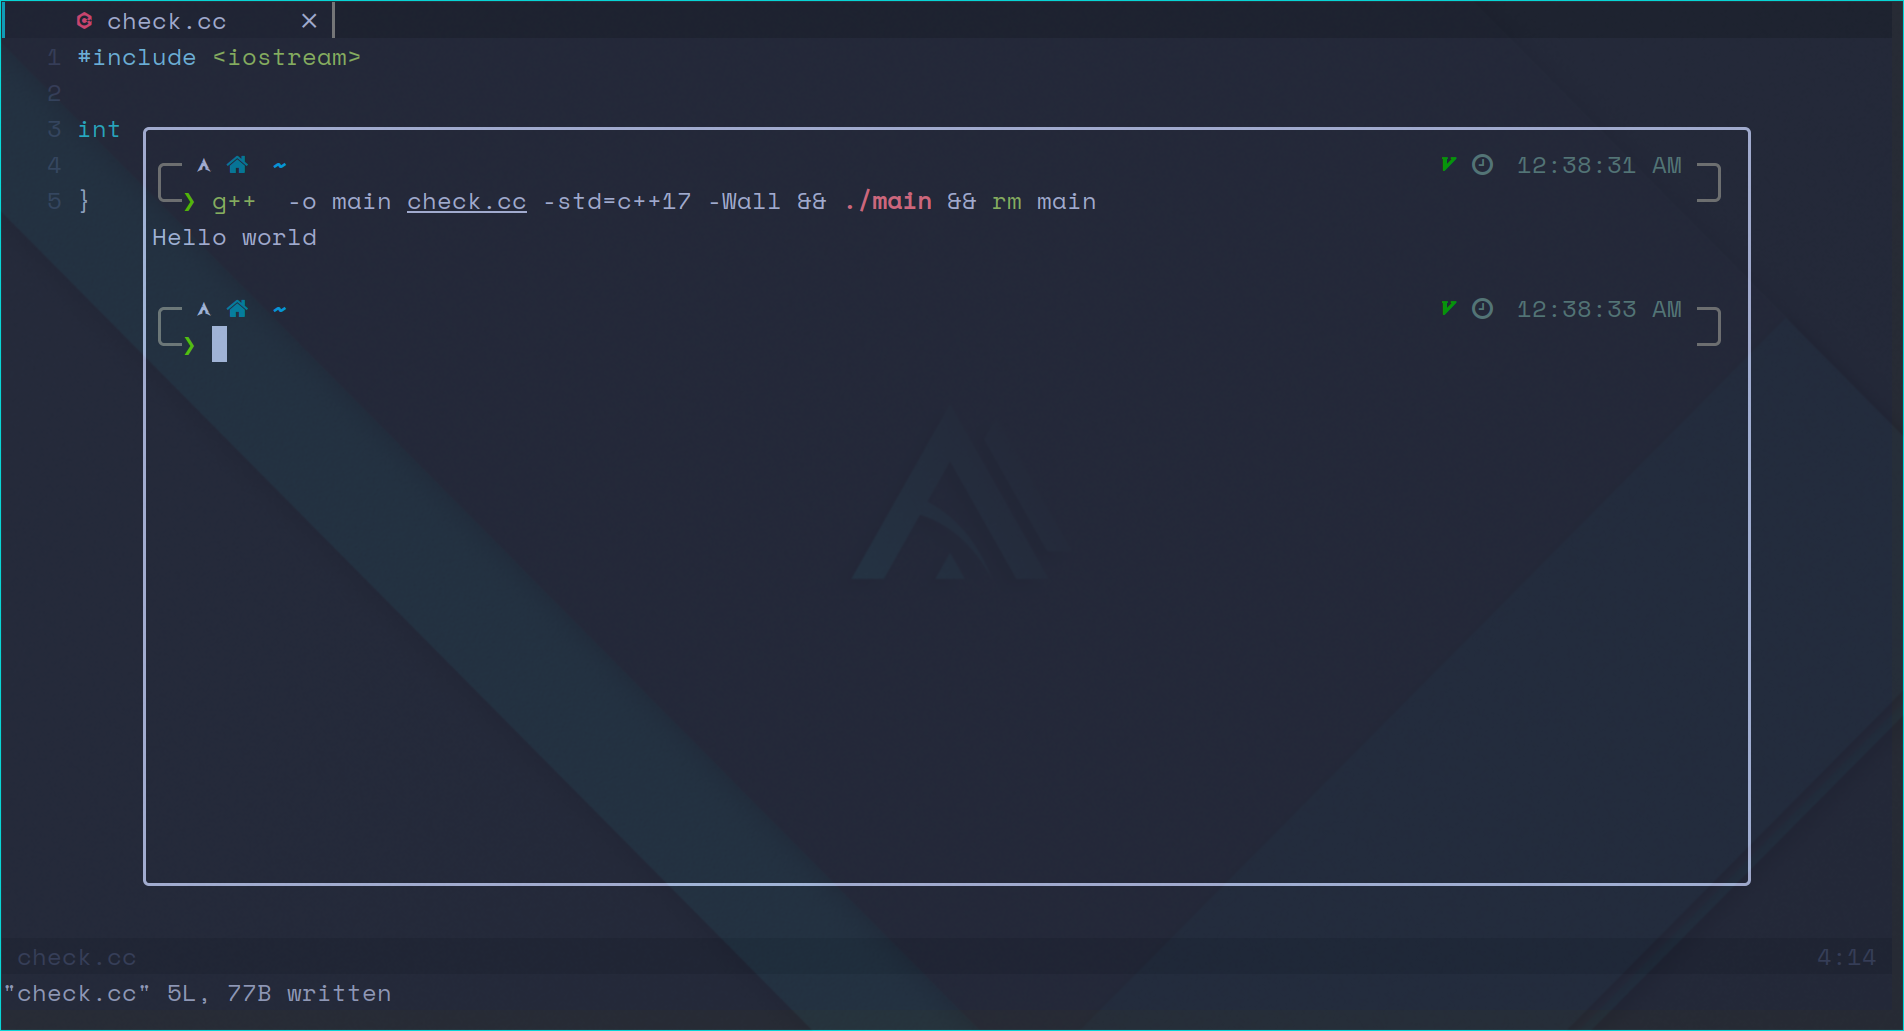 check.cc ×
1 #include <iostream>
2
3 int
4
5 }
~ 12:38:31 AM
❯ g++  -o main check.cc -std=c++17 -Wall && ./main && rm main
Hello world
~ 12:38:33 AM
❯
check.cc 4:14
"check.cc" 5L, 77B written